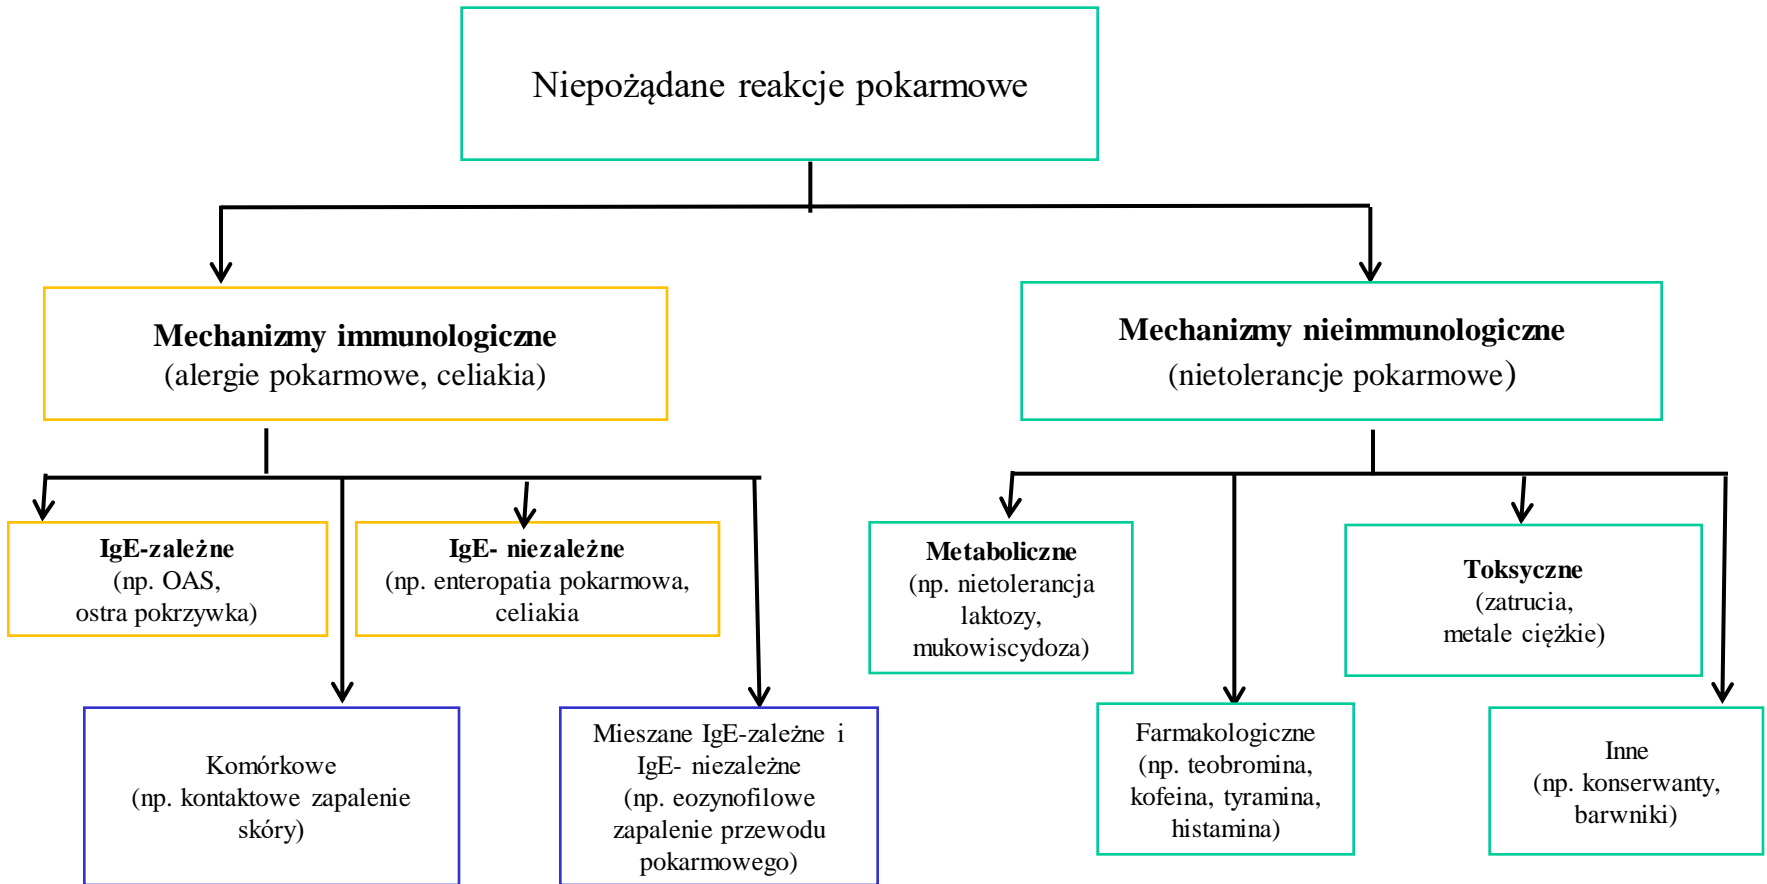 Niepożądane reakcje pokarmowe
Mechanizmy immunologiczne
(alergie pokarmowe, celiakia)
Mechanizmy nieimmunologiczne
(nietolerancje pokarmowe)
IgE-zależne
(np. OAS,
ostra pokrzywka)
IgE- niezależne
(np. enteropatia pokarmowa,
celiakia
Metaboliczne
(np. nietolerancja
laktozy,
mukowiscydoza)
Toksyczne
(zatrucia,
metale ciężkie)
Komórkowe
(np. kontaktowe zapalenie
skóry)
Mieszane IgE-zależne i
IgE- niezależne
(np. eozynofilowe
zapalenie przewodu
pokarmowego)
Farmakologiczne
(np. teobromina,
kofeina, tyramina,
histamina)
Inne
(np. konserwanty,
barwniki)